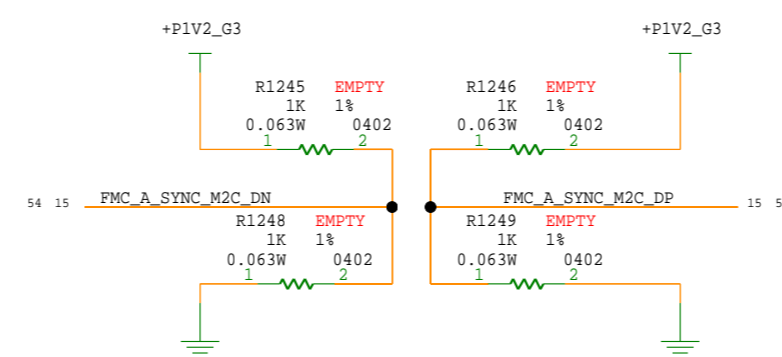 +P1V2_G3 +P1V2_G3
R1245 EMPTY R1246 EMPTY
1K 1% 1K 1%
0.063W 0402 0.063W 0402
1 2 1 2
54 15 FMC_A_SYNC_M2C_DN FMC_A_SYNC_M2C_DP 15 5
R1248 EMPTY R1249 EMPTY
1K 1% 1K 1%
0.063W 0402 0.063W 0402
1 2 1 2